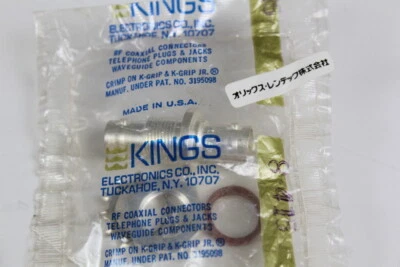 KINGS
ELECTRONICS CO., INC.
TUCKAHOE, N.Y. 10707
RF COAXIAL CONNECTORS
TELEPHONE PLUGS & JACKS
WAVEGUIDE COMPONENTS
CRIMP ON K-GRIP & K-GRIP JR.®
MANUF. UNDER PAT. NO. 3195098
オリックス・レンテック株式会社
MADE IN U.S.A.
KINGS
ELECTRONICS CO., INC.
TUCKAHOE, N.Y. 10707
RF COAXIAL CONNECTORS
TELEPHONE PLUGS & JACKS
WAVEGUIDE COMPONENTS
CRIMP ON K-GRIP & K-GRIP JR.®
MANUF. UNDER PAT. NO. 3195098